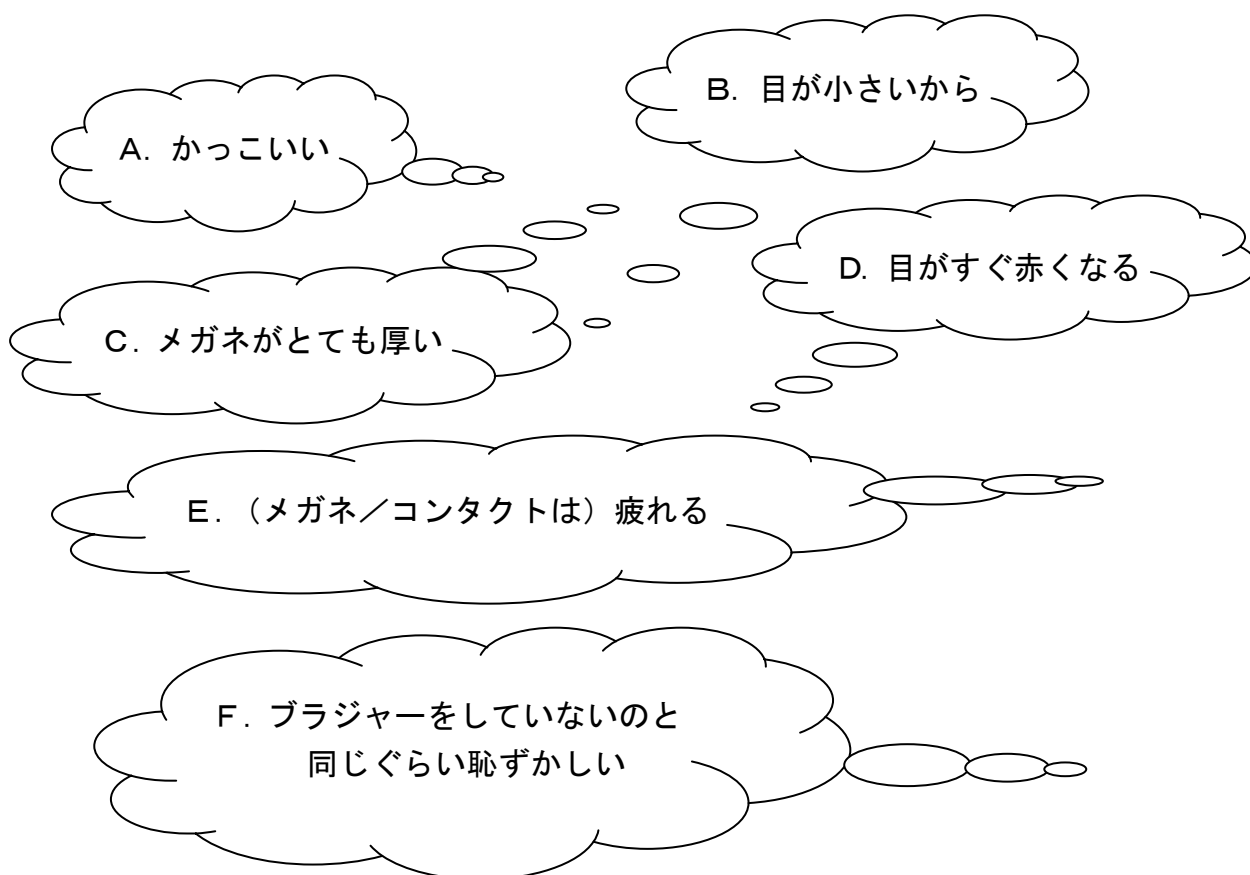 A. かっこいい
B. 目が小さいから
C. メガネがとても厚い
D. 目がすぐ赤くなる
E. （メガネ／コンタクトは）疲れる
F. ブラジャーをしていないのと
同じぐらい恥ずかしい